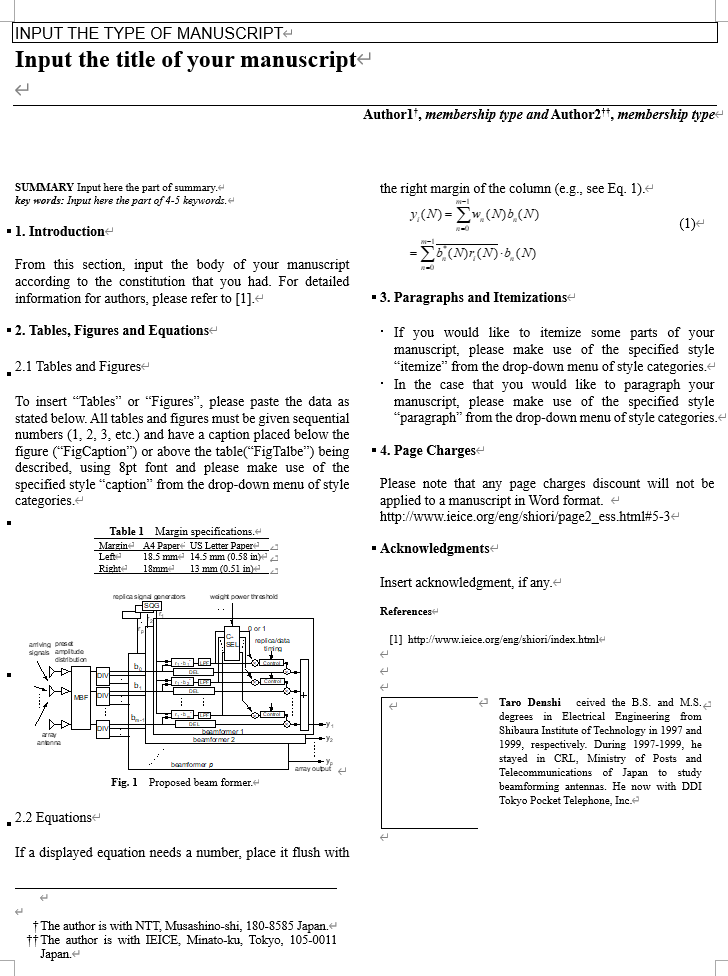 INPUT THE TYPE OF MANUSCRIPT
Input the title of your manuscript
Author1†, membership type and Author2††, membership type
SUMMARY Input here the part of summary.
key words: Input here the part of 4-5 keywords.
1. Introduction
From this section, input the body of your manuscript
according to the constitution that you had. For detailed
information for authors, please refer to [1].
2. Tables, Figures and Equations
2.1 Tables and Figures
To insert “Tables” or “Figures”, please paste the data as
stated below. All tables and figures must be given sequential
numbers (1, 2, 3, etc.) and have a caption placed below the
figure (“FigCaption”) or above the table(“FigTalbe”) being
described, using 8pt font and please make use of the
specified style “caption” from the drop-down menu of style
categories.
Table 1 Margin specifications.
Margin A4 Paper US Letter Paper
Left 18.5 mm 14.5 mm (0.58 in)
Right 18mm 13 mm (0.51 in)
replica signal generators weight power threshold
SQG
0 or 1
C-SEL
replica/data
timing
arriving
signals
preset
amplitude
distribution
MBF
DIV
DIV
DIV
b0
b1
bm-1
LPF
Control
DEL
LPF
Control
DEL
LPF
Control
DEL
+
array
antenna
beamformer 1
beamformer 2
beamformer p
y1
y2
yp
array output
Fig. 1 Proposed beam former.
2.2 Equations
If a displayed equation needs a number, place it flush with
† The author is with NTT, Musashino-shi, 180-8585 Japan.
†† The author is with IEICE, Minato-ku, Tokyo, 105-0011
Japan.
the right margin of the column (e.g., see Eq. 1).
y_i(N) = ∑_{n=0}^{m-1} w_n(N)b_n(N) (1)
= ∑_{n=0}^{m-1} \overline{b_n^*(N)r_i(N)} · b_n(N)
3. Paragraphs and Itemizations
· If you would like to itemize some parts of your
manuscript, please make use of the specified style
“itemize” from the drop-down menu of style categories.
· In the case that you would like to paragraph your
manuscript, please make use of the specified style
“paragraph” from the drop-down menu of style categories.
4. Page Charges
Please note that any page charges discount will not be
applied to a manuscript in Word format.
http://www.ieice.org/eng/shiori/page2_ess.html#5-3
Acknowledgments
Insert acknowledgment, if any.
References
[1] http://www.ieice.org/eng/shiori/index.html
Taro Denshi ceived the B.S. and M.S.
degrees in Electrical Engineering from
Shibaura Institute of Technology in 1997 and
1999, respectively. During 1997-1999, he
stayed in CRL, Ministry of Posts and
Telecommunications of Japan to study
beamforming antennas. He now with DDI
Tokyo Pocket Telephone, Inc.